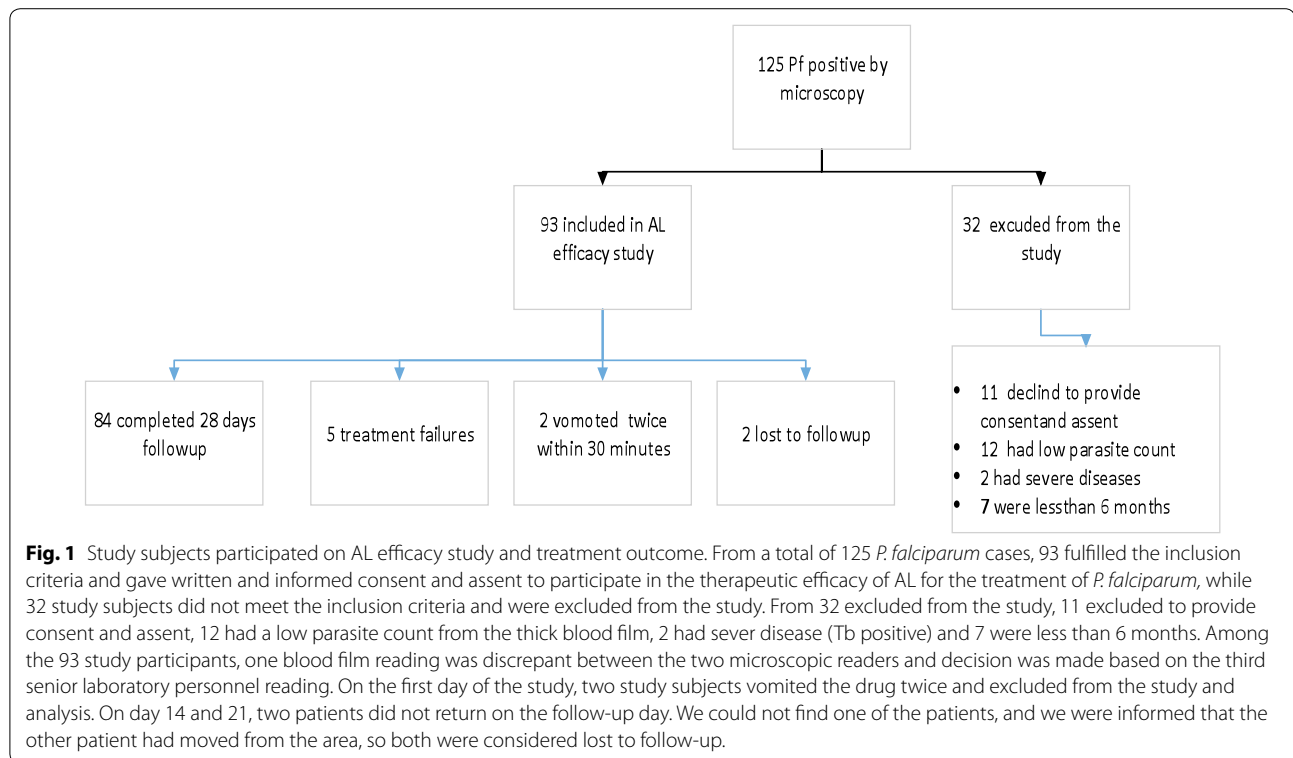 125 Pf positive by
microscopy
93 included in AL
efficacy study
32 excuded from the
study
84 completed 28 days
followup
5 treatment failures
2 vomoted twice
within 30 minutes
2 lost to followup
• 11 declind to provide
consentand assent
• 12 had low parasite count
• 2 had severe diseases
• 7 were lessthan 6 months
Fig. 1 Study subjects participated on AL efficacy study and treatment outcome. From a total of 125 P. falciparum cases, 93 fulfilled the inclusion
criteria and gave written and informed consent and assent to participate in the therapeutic efficacy of AL for the treatment of P. falciparum, while
32 study subjects did not meet the inclusion criteria and were excluded from the study. From 32 excluded from the study, 11 excluded to provide
consent and assent, 12 had a low parasite count from the thick blood film, 2 had sever disease (Tb positive) and 7 were less than 6 months. Among
the 93 study participants, one blood film reading was discrepant between the two microscopic readers and decision was made based on the third
senior laboratory personnel reading. On the first day of the study, two study subjects vomited the drug twice and excluded from the study and
analysis. On day 14 and 21, two patients did not return on the follow-up day. We could not find one of the patients, and we were informed that the
other patient had moved from the area, so both were considered lost to follow-up.